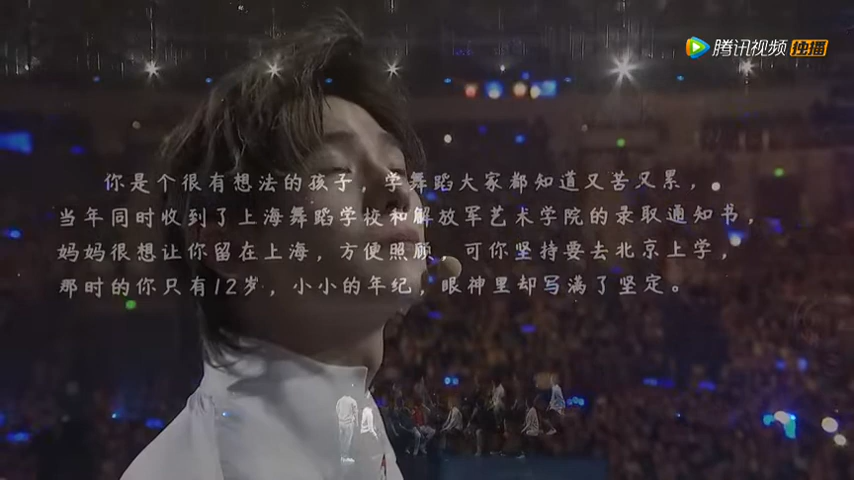 腾讯视频 独播
你是个很有想法的孩子，学舞蹈大家都知道又苦又累，
当年同时收到了上海舞蹈学校和解放军艺术学院的录取通知书，
妈妈很想让你留在上海，方便照顾，可你坚持要去北京上学，
那时的你只有12岁，小小的年纪，眼神里却写满了坚定。